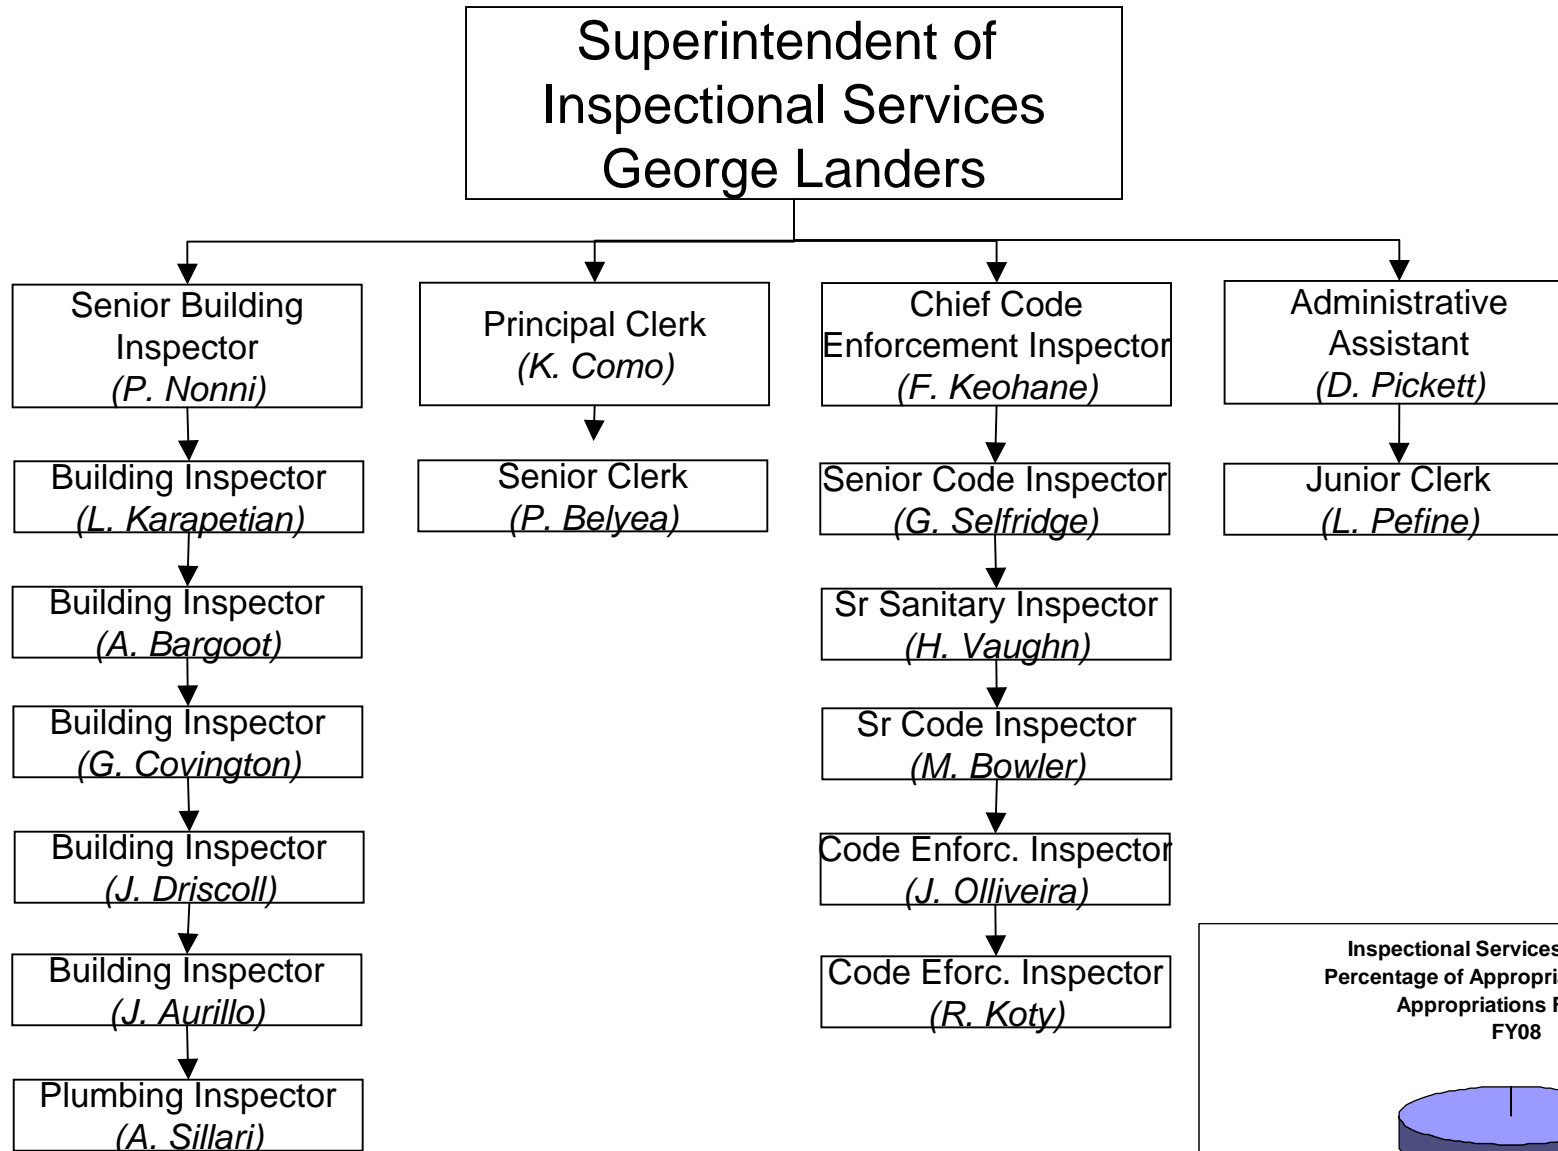 Superintendent of
Inspectional Services
George Landers
Senior Building
Inspector
(P. Nonni)
Principal Clerk
(K. Como)
Chief Code
Enforcement Inspector
(F. Keohane)
Administrative
Assistant
(D. Pickett)
Building Inspector
(L. Karapetian)
Senior Clerk
(P. Belyea)
Senior Code Inspector
(G. Selfridge)
Junior Clerk
(L. Pefine)
Building Inspector
(A. Bargoot)
Sr Sanitary Inspector
(H. Vaughn)
Building Inspector
(G. Covington)
Sr Code Inspector
(M. Bowler)
Building Inspector
(J. Driscoll)
Code Enforc. Inspector
(J. Olliveira)
Building Inspector
(J. Aurillo)
Code Eforc. Inspector
(R. Koty)
Plumbing Inspector
(A. Sillari)
Inspectional Services
Percentage of
Appropriations
FY08